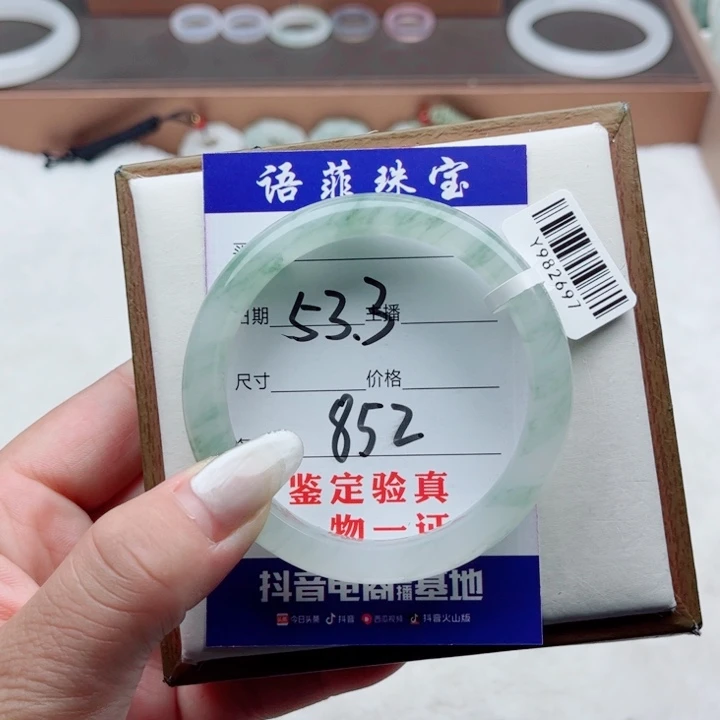 语菲珠宝
Y982697
日期 主播
53.3
尺寸 价格
852
鉴定验真
物一证
抖音电商直播基地
今日头条 抖音 西瓜视频 抖音火山版